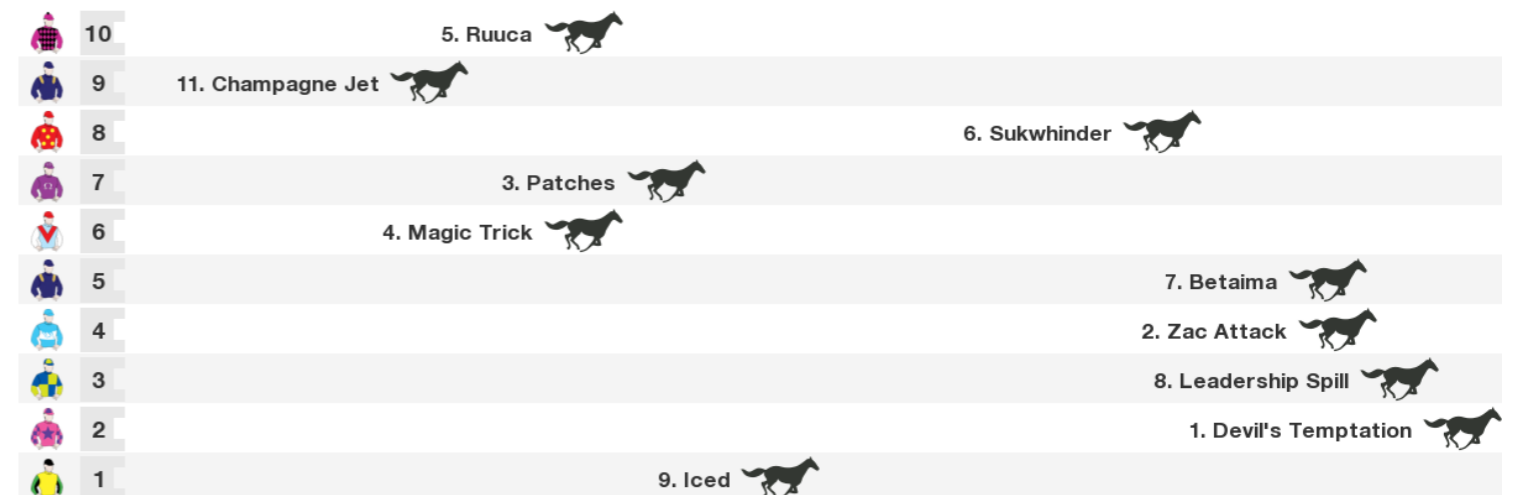 10 5. Ruuca
9 11. Champagne Jet
8 6. Sukwhinder
7 3. Patches
6 4. Magic Trick
5 7. Betaima
4 2. Zac Attack
3 8. Leadership Spill
2 1. Devil's Temptation
1 9. Iced